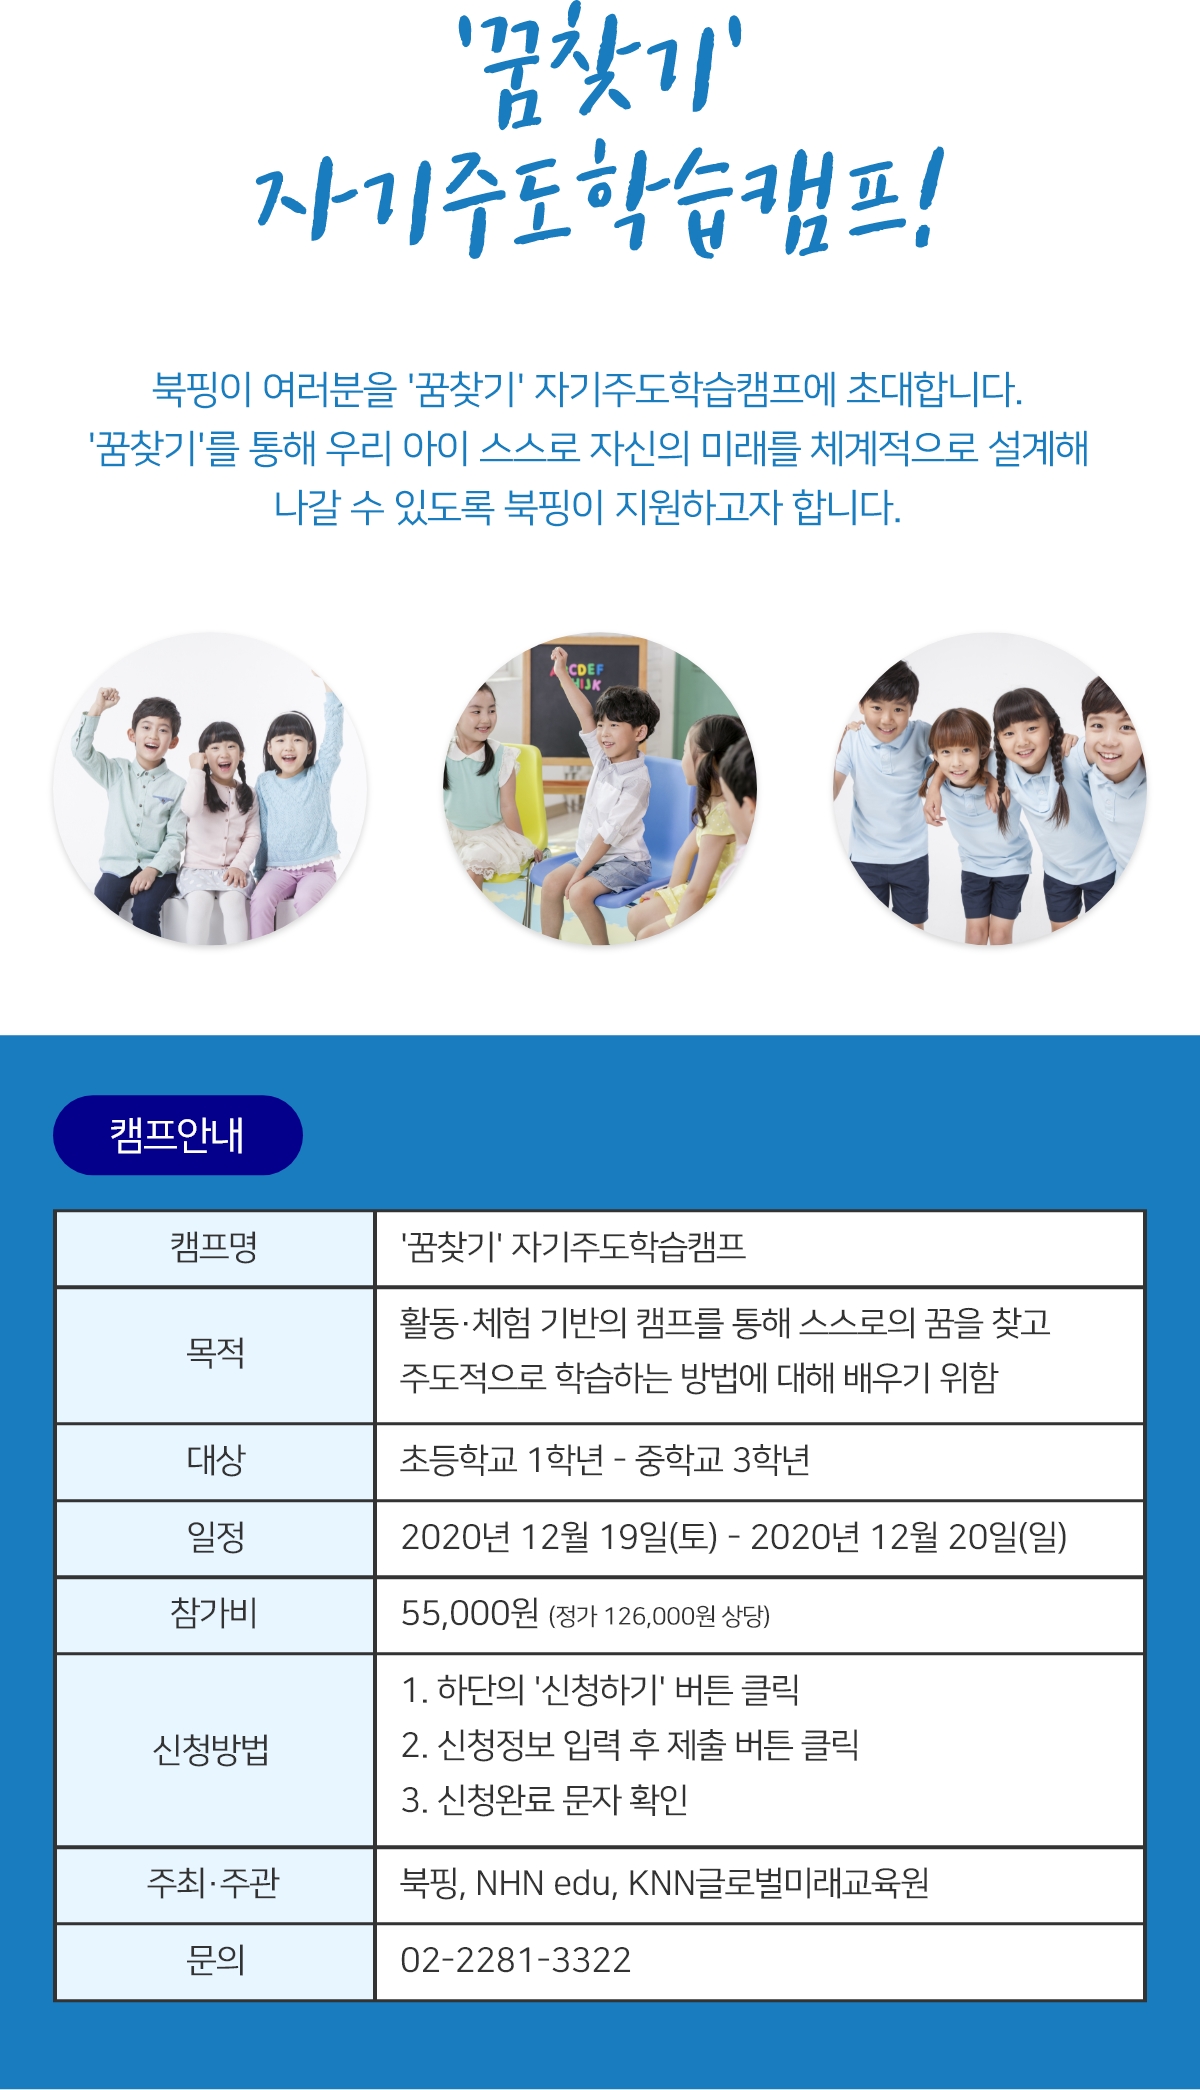 '꿈찾기'
자기주도학습캠프!
북핑이 여러분을 '꿈찾기' 자기주도학습캠프에 초대합니다.
'꿈찾기'를 통해 우리 아이 스스로 자신의 미래를 체계적으로 설계해
나갈 수 있도록 북핑이 지원하고자 합니다.
ABCDEF
HIJK
캠프안내
캠프명 '꿈찾기' 자기주도학습캠프
목적 활동·체험 기반의 캠프를 통해 스스로의 꿈을 찾고
주도적으로 학습하는 방법에 대해 배우기 위함
대상 초등학교 1학년 - 중학교 3학년
일정 2020년 12월 19일(토) - 2020년 12월 20일(일)
참가비 55,000원 (정가 126,000원 상당)
신청방법 1. 하단의 '신청하기' 버튼 클릭
2. 신청정보 입력 후 제출 버튼 클릭
3. 신청완료 문자 확인
주최·주관 북핑, NHN edu, KNN글로벌미래교육원
문의 02-2281-3322